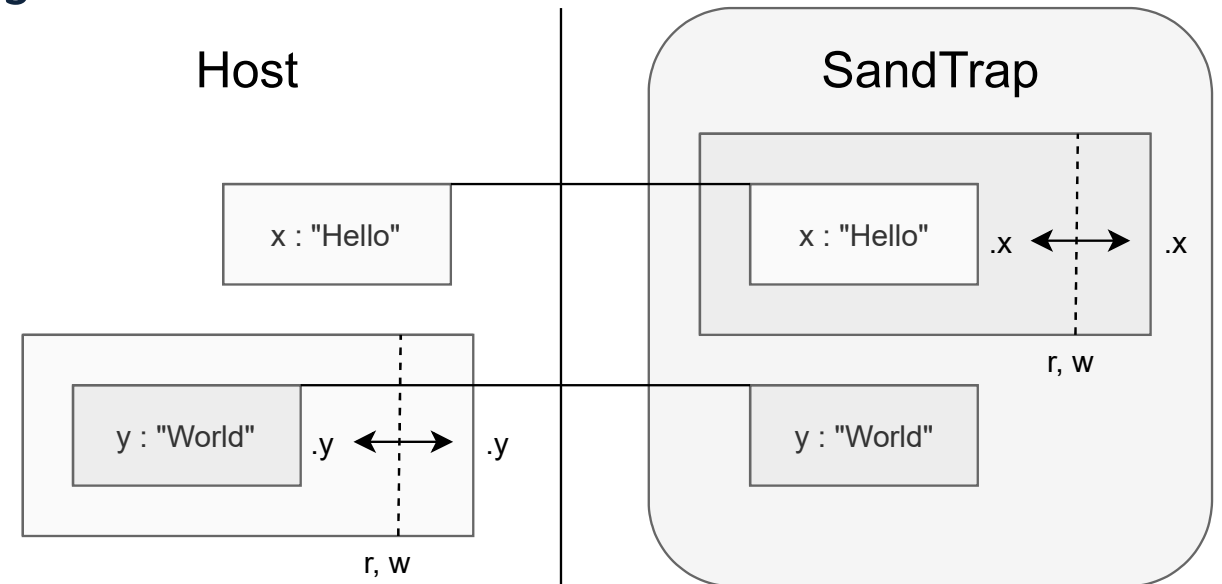 Host
SandTrap
x : "Hello"
x : "Hello"
.x
.x
r, w
y : "World"
.y
.y
y : "World"
r, w